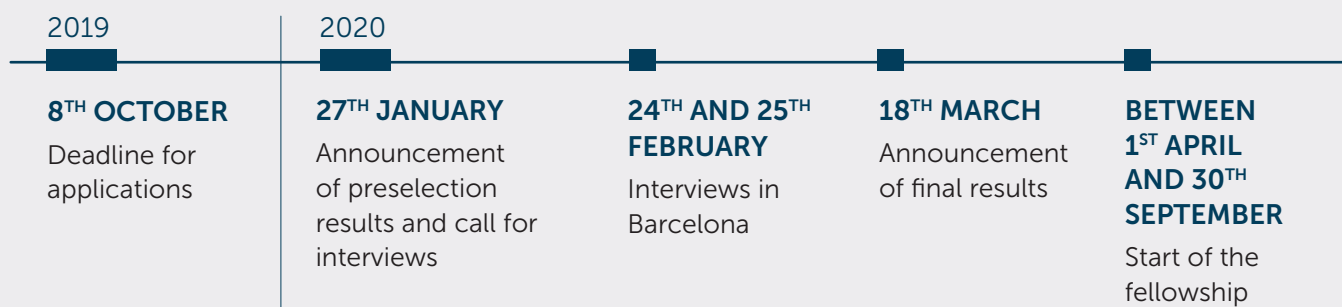 2019
8TH OCTOBER
Deadline for
applications
2020
27TH JANUARY
Announcement
of preselection
results and call for
interviews
24TH AND 25TH
FEBRUARY
Interviews in
Barcelona
18TH MARCH
Announcement
of final results
BETWEEN
1ST APRIL
AND 30TH
SEPTEMBER
Start of the
fellowship